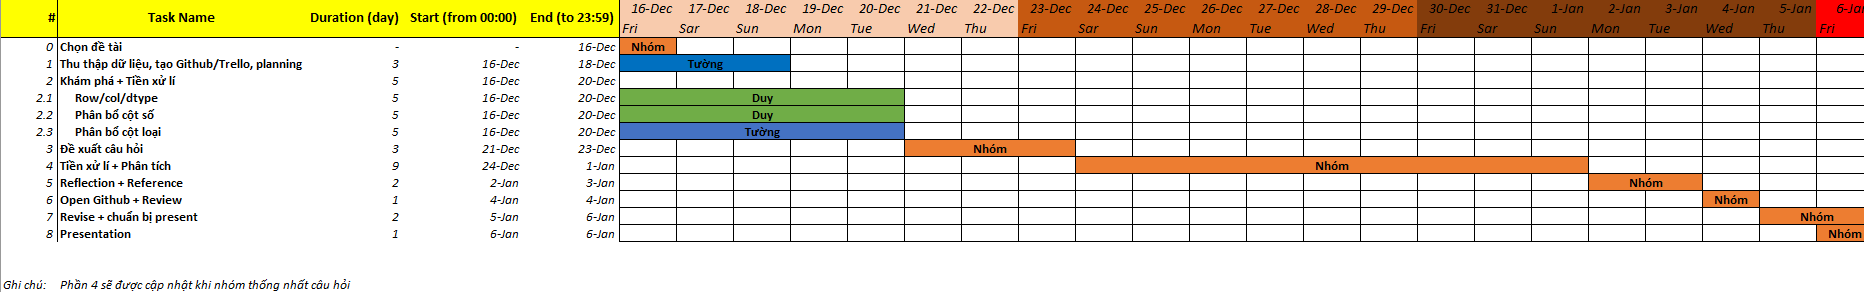 # Task Name Duration (day) Start (from 00:00) End (to 23:59) 16-Dec 17-Dec 18-Dec 19-Dec 20-Dec 21-Dec 22-Dec 23-Dec 24-Dec 25-Dec 26-Dec 27-Dec 28-Dec 29-Dec 30-Dec 31-Dec 1-Jan 2-Jan 3-Jan 4-Jan 5-Jan 6-Jan
Fri Sar Sun Mon Tue Wed Thu Fri Sar Sun Mon Tue Wed Thu Fri Sar Sun Mon Tue Wed Thu Fri
0 Chọn đề tài - - 16-Dec Nhóm
1 Thu thập dữ liệu, tạo Github/Trello, planning 3 16-Dec 18-Dec Tường
2 Khám phá + Tiền xử lí 5 16-Dec 20-Dec
2.1 Row/col/dtype 5 16-Dec 20-Dec Duy
2.2 Phân bổ cột số 5 16-Dec 20-Dec Duy
2.3 Phân bổ cột loại 5 16-Dec 20-Dec Tường
3 Đề xuất câu hỏi 3 21-Dec 23-Dec Nhóm
4 Tiền xử lí + Phân tích 9 24-Dec 1-Jan Nhóm
5 Reflection + Reference 2 2-Jan 3-Jan Nhóm
6 Open Github + Review 1 4-Jan 4-Jan Nhóm
7 Revise + chuẩn bị present 2 5-Jan 6-Jan Nhóm
8 Presentation 1 6-Jan 6-Jan Nhóm
Ghi chú: Phần 4 sẽ được cập nhật khi nhóm thống nhất câu hỏi